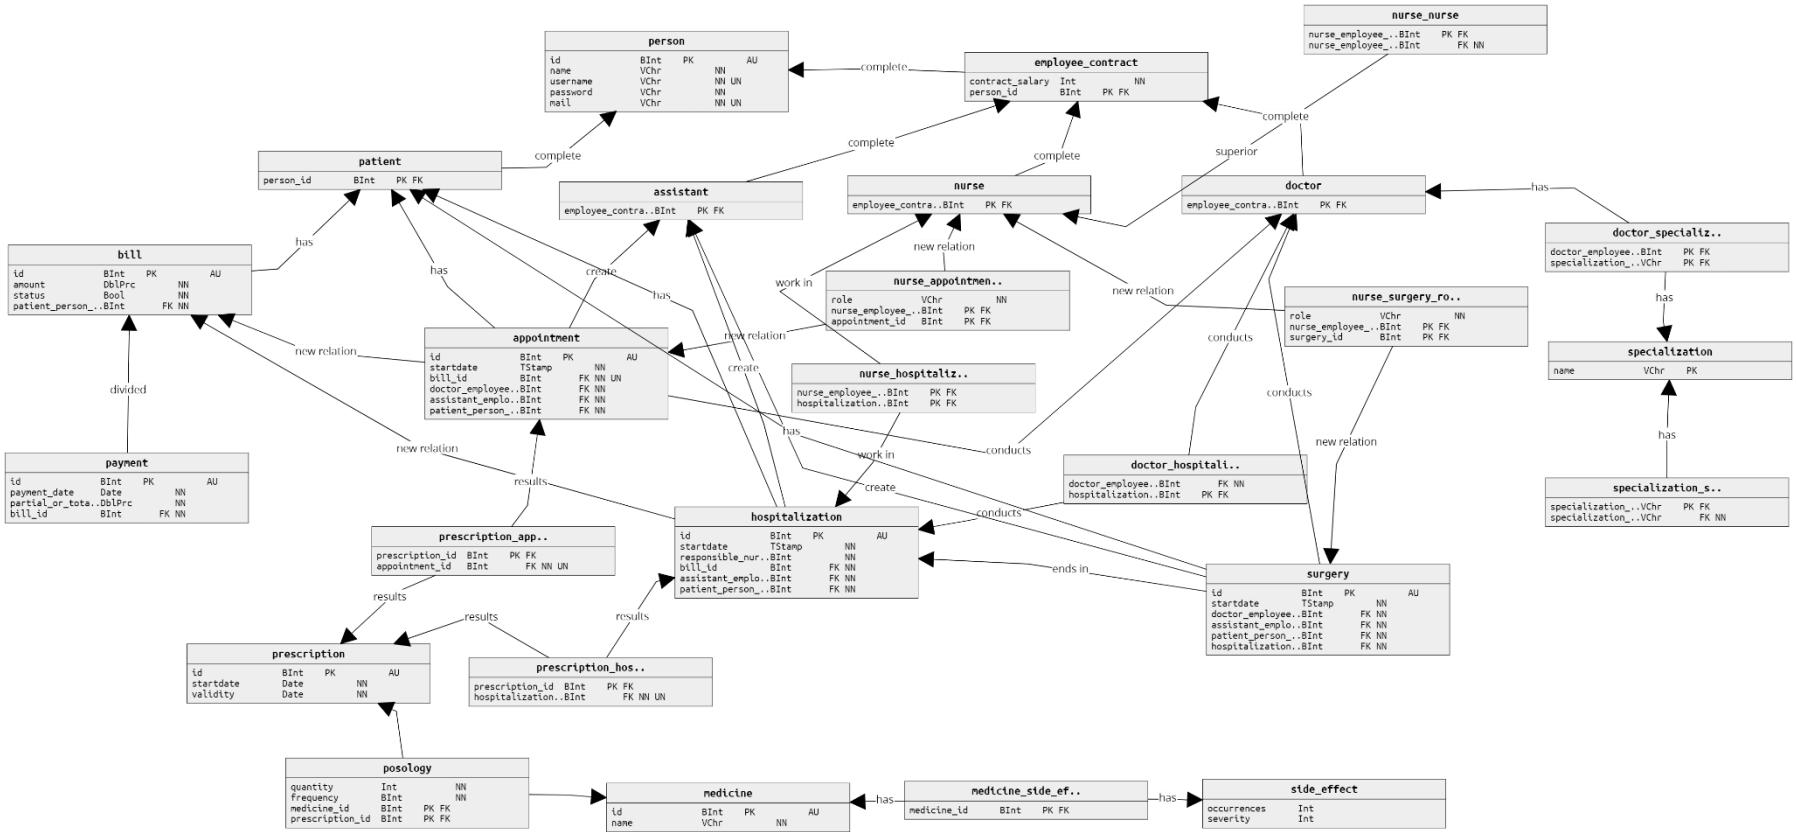 nurse_nurse
nurse_employee_..BInt PK FK
nurse_employee_..BInt FK NN
person
id BInt PK AU
name VChr NN
username VChr NN UN
password VChr NN
mail VChr NN UN
complete
employee_contract
contract_salary Int NN
person_id BInt PK FK
complete
complete
complete
complete
superior
patient
person_id BInt PK FK
assistant
employee_contra..BInt PK FK
nurse
employee_contra..BInt PK FK
doctor
employee_contra..BInt PK FK
has
doctor_specializ..
doctor_employee..BInt PK FK
specialization_..VChr PK FK
bill
id BInt PK AU
amount DblPrc NN
status Bool NN
patient_person_..BInt FK NN
has
has
create
has
new relation
work in
new relation
has
nurse_appointmen..
role VChr NN
nurse_employee_..BInt PK FK
appointment_id BInt PK FK
nurse_surgery_ro..
role VChr NN
nurse_employee_..BInt PK FK
surgery_id BInt PK FK
appointment
id BInt PK AU
startdate TStamp NN
bill_id BInt FK NN UN
doctor_employee..BInt FK NN
assistant_emplo..BInt FK NN
patient_person_..BInt FK NN
new relation
new relation
conducts
specialization
name VChr PK
divided
create
nurse_hospitaliz..
nurse_employee_..BInt PK FK
hospitalization..BInt PK FK
conducts
has
new relation
has
new relation
conducts
work in
payment
id BInt PK AU
payment_date Date NN
partial_or_tota..DblPrc NN
bill_id BInt FK NN
doctor_hospitali..
doctor_employee..BInt FK NN
hospitalization..BInt PK FK
specialization_s..
specialization_..VChr PK FK
specialization_..VChr FK NN
results
create
conducts
hospitalization
id BInt PK AU
startdate TStamp NN
responsible_nur..BInt NN
bill_id BInt FK NN
assistant_emplo..BInt FK NN
patient_person_..BInt FK NN
prescription_app..
prescription_id BInt PK FK
appointment_id BInt FK NN UN
ends in
surgery
id BInt PK AU
startdate TStamp NN
doctor_employee..BInt FK NN
assistant_emplo..BInt FK NN
patient_person_..BInt FK NN
hospitalization..BInt FK NN
results
results
results
prescription
id BInt PK AU
startdate Date NN
validity Date NN
prescription_hos..
prescription_id BInt PK FK
hospitalization..BInt FK NN UN
posology
quantity Int NN
frequency BInt NN
medicine_id BInt PK FK
prescription_id BInt PK FK
medicine
id BInt PK AU
name VChr NN
has
medicine_side_ef..
medicine_id BInt PK FK
has
side_effect
occurrences Int
severity Int